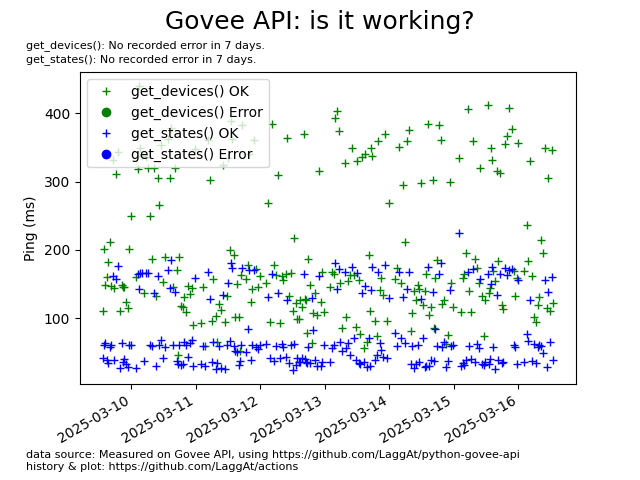 Govee API: is it working?
get_devices(): No recorded error in 7 days.
get_states(): No recorded error in 7 days.
get_devices() OK
get_devices() Error
get_states() OK
get_states() Error
Ping (ms)
400
300
200
100
2025-03-10
2025-03-11
2025-03-12
2025-03-13
2025-03-14
2025-03-15
2025-03-16
data source: Measured on Govee API, using https://github.com/LaggAt/python-govee-api
history & plot: https://github.com/LaggAt/actions